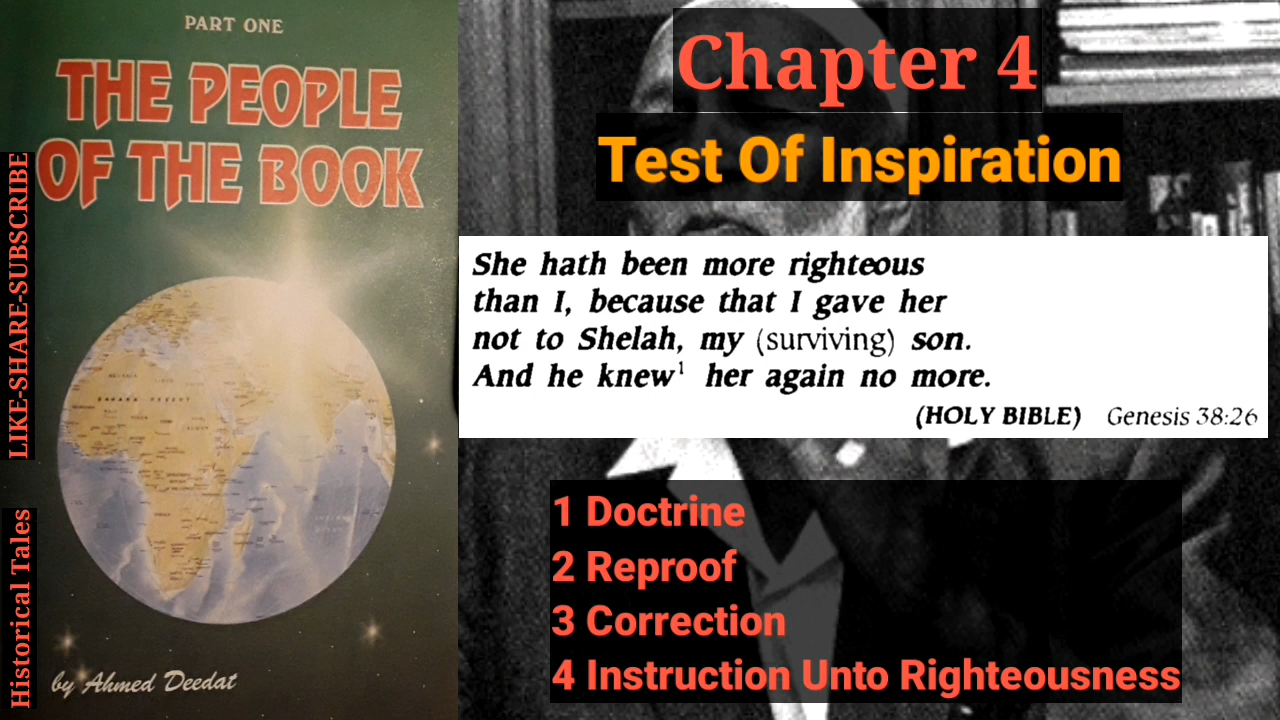 PART ONE
THE PEOPLE
OF THE BOOK
by Ahmed Deedat
LIKE-SHARE-SUBSCRIBE
Historical Tales
Chapter 4
Test Of Inspiration
She hath been more righteous
than I, because that I gave her
not to Shelah, my (surviving) son.
And he knew¹ her again no more.
(HOLY BIBLE) Genesis 38:26
1 Doctrine
2 Reproof
3 Correction
4 Instruction Unto Righteousness